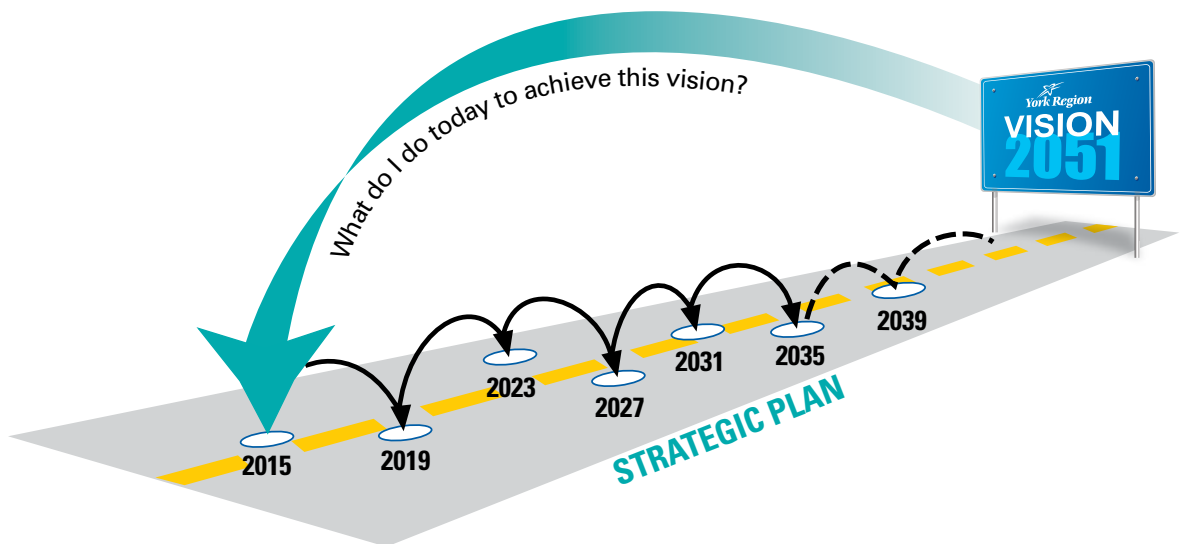 What do I do today to achieve this vision?
York Region
VISION
2051
2015
2019
2023
2027
2031
2035
2039
STRATEGIC PLAN